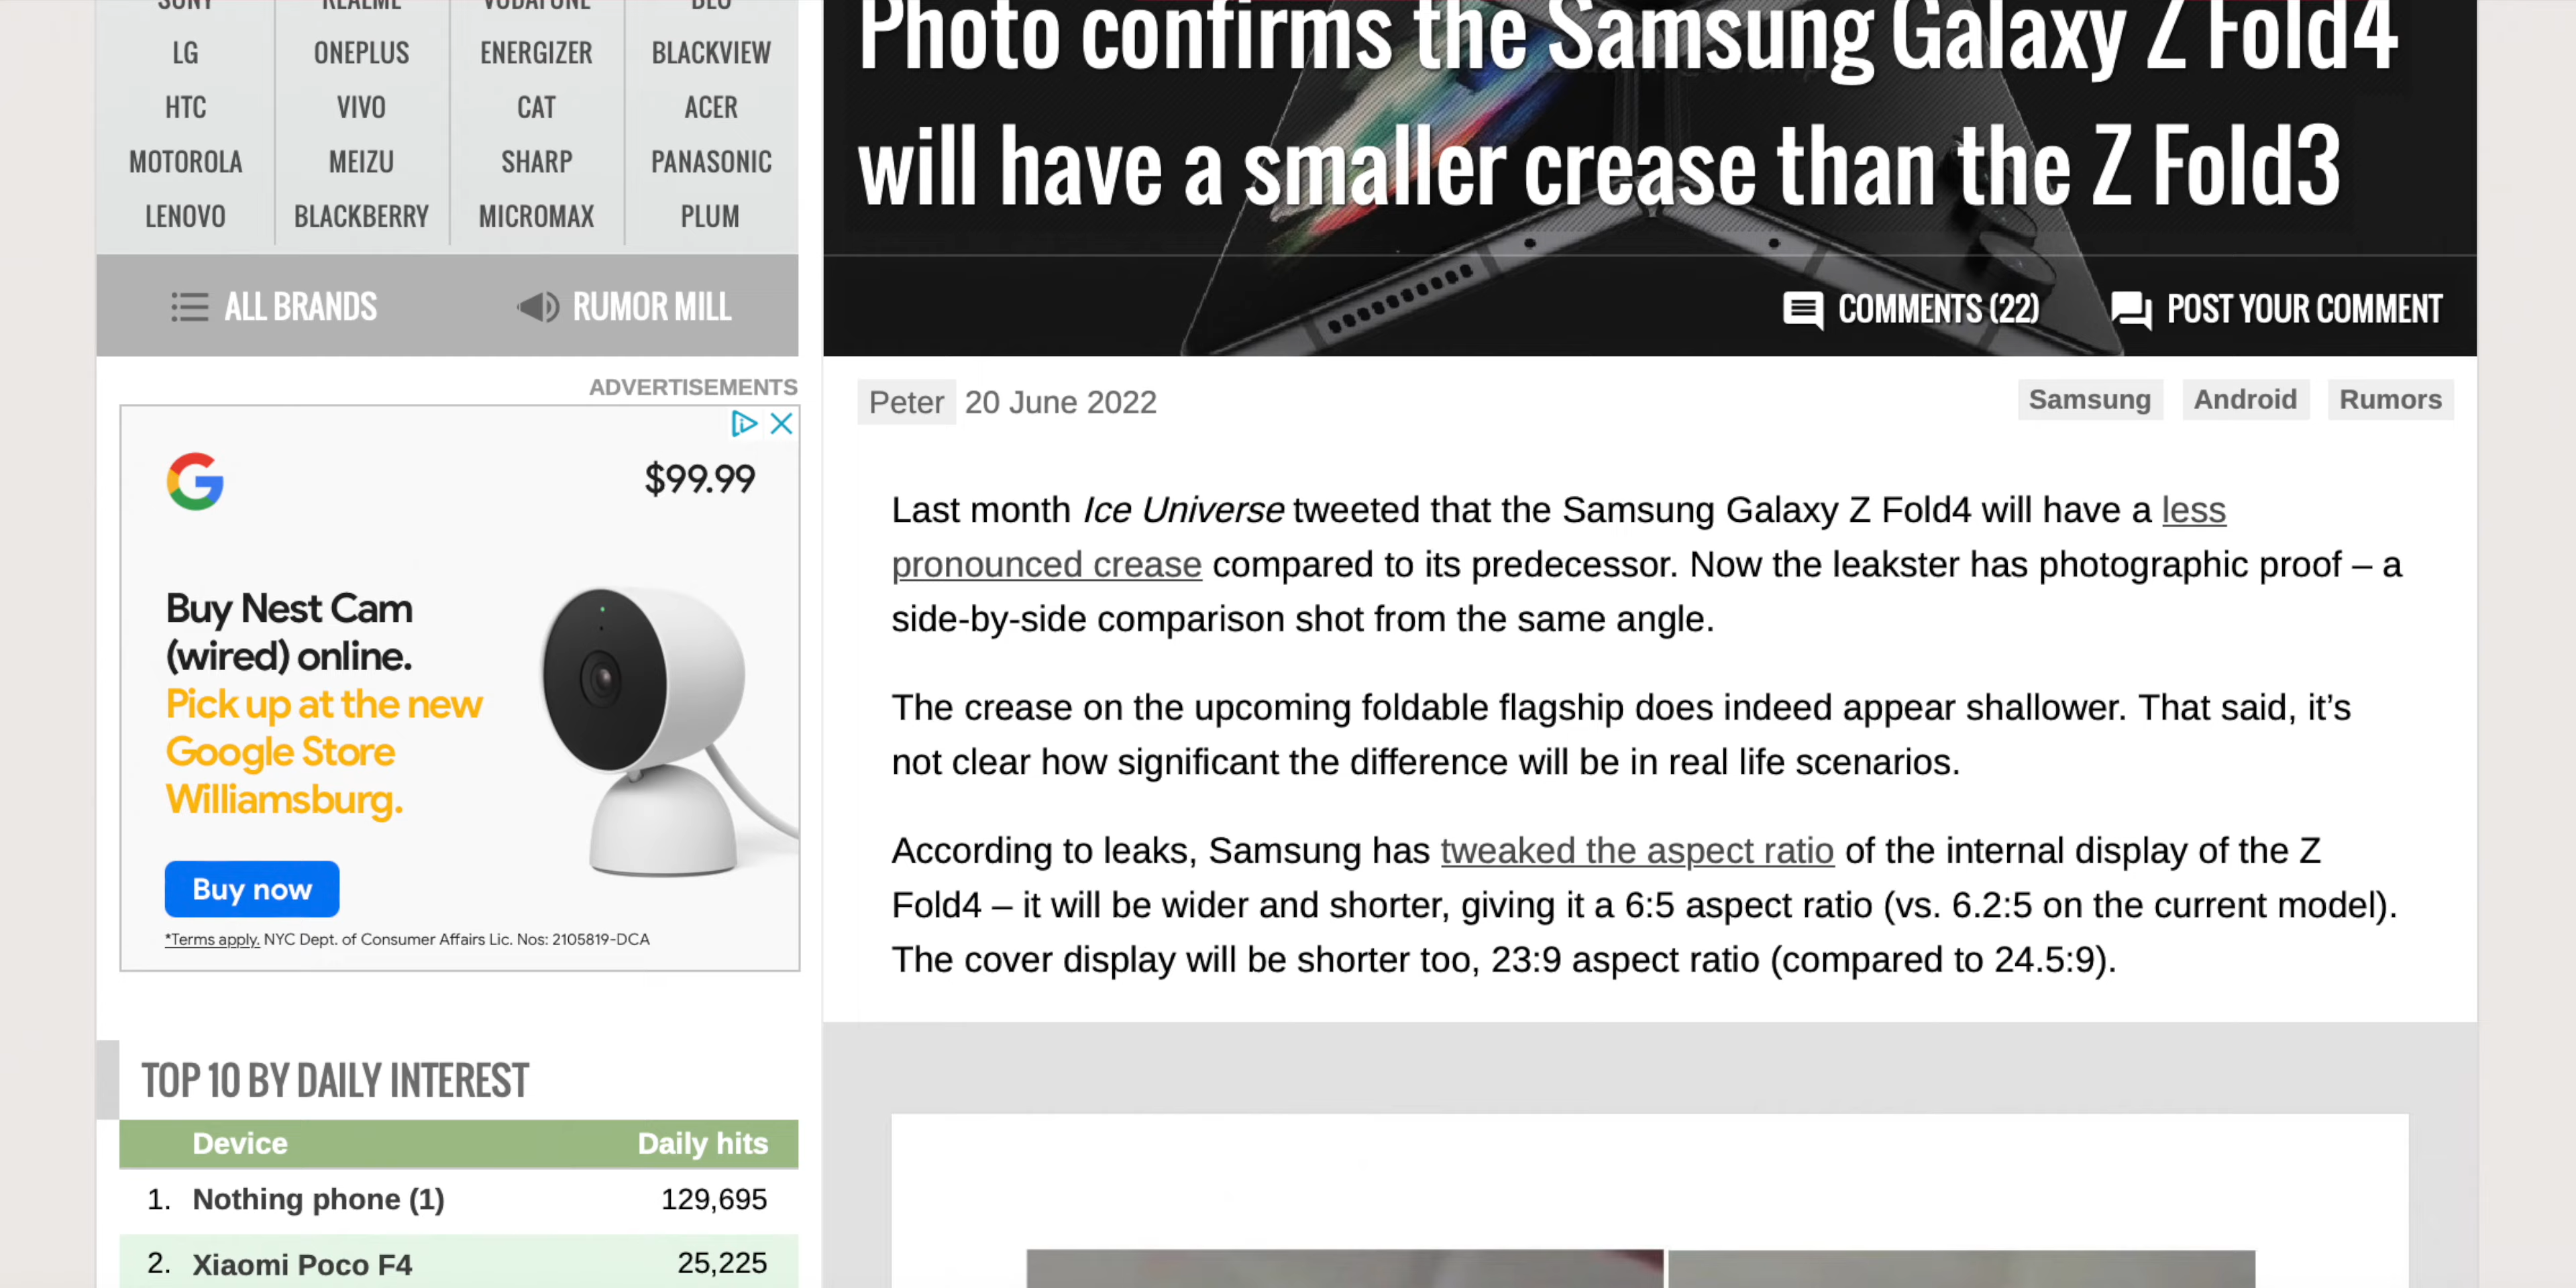 SONY REALME VODAFONE BLU
LG ONEPLUS ENERGIZER BLACKVIEW
HTC VIVO CAT ACER
MOTOROLA MEIZU SHARP PANASONIC
LENOVO BLACKBERRY MICROMAX PLUM
ALL BRANDS RUMOR MILL
ADVERTISEMENTS
G $99.99
Buy Nest Cam
(wired) online.
Pick up at the new
Google Store
Williamsburg.
Buy now
*Terms apply. NYC Dept. of Consumer Affairs Lic. Nos: 2105819-DCA
TOP 10 BY DAILY INTEREST
Device Daily hits
1. Nothing phone (1) 129,695
2. Xiaomi Poco F4 25,225
Photo confirms the Samsung Galaxy Z Fold4
will have a smaller crease than the Z Fold3
COMMENTS (22) POST YOUR COMMENT
Peter 20 June 2022 Samsung Android Rumors
Last month Ice Universe tweeted that the Samsung Galaxy Z Fold4 will have a less
pronounced crease compared to its predecessor. Now the leakster has photographic proof – a
side-by-side comparison shot from the same angle.
The crease on the upcoming foldable flagship does indeed appear shallower. That said, it’s
not clear how significant the difference will be in real life scenarios.
According to leaks, Samsung has tweaked the aspect ratio of the internal display of the Z
Fold4 – it will be wider and shorter, giving it a 6:5 aspect ratio (vs. 6.2:5 on the current model).
The cover display will be shorter too, 23:9 aspect ratio (compared to 24.5:9).